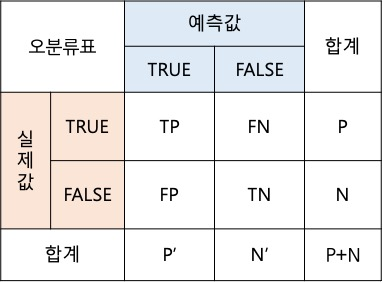 오분류표 예측값 합계
TRUE FALSE
실제값 TRUE TP FN P
FALSE FP TN N
합계 P’ N’ P+N